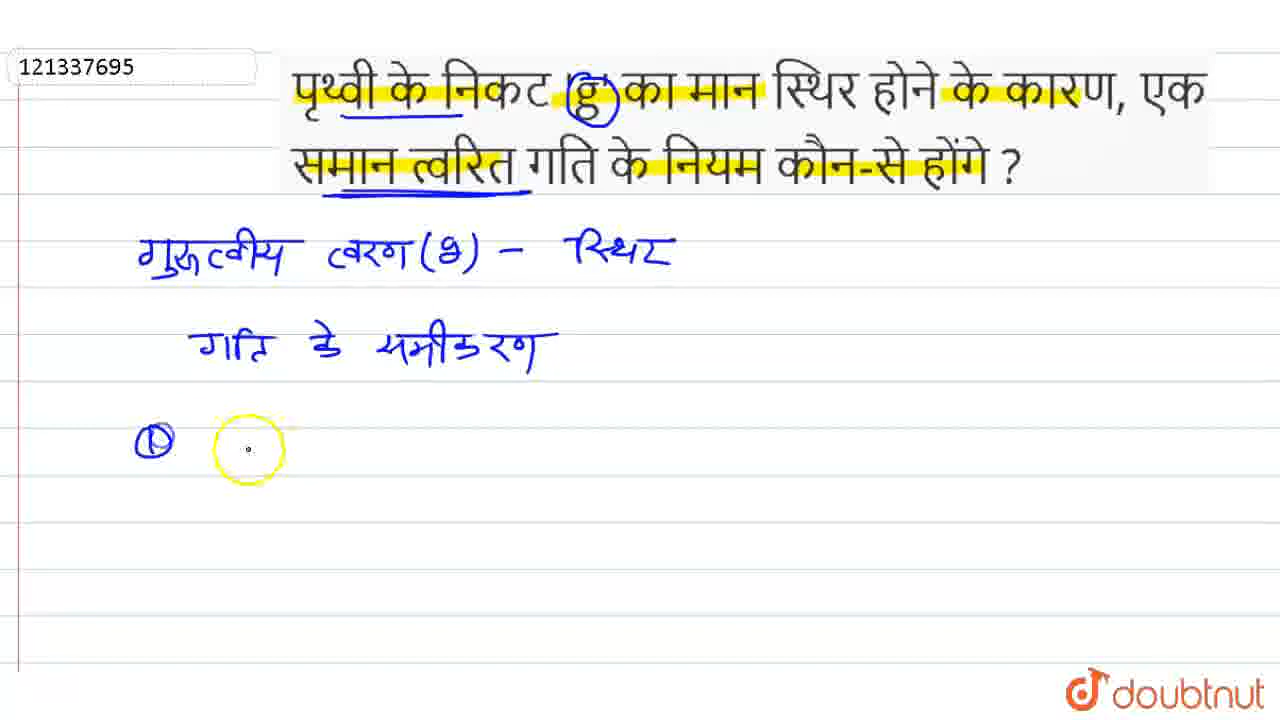 121337695
पृथ्वी के निकट 'g' का मान स्थिर होने के कारण, एक
समान त्वरित गति के नियम कौन-से होंगे ?
गुरुत्वीय त्वरण (g) - स्थिर
गति के समीकरण
①
doubtnut